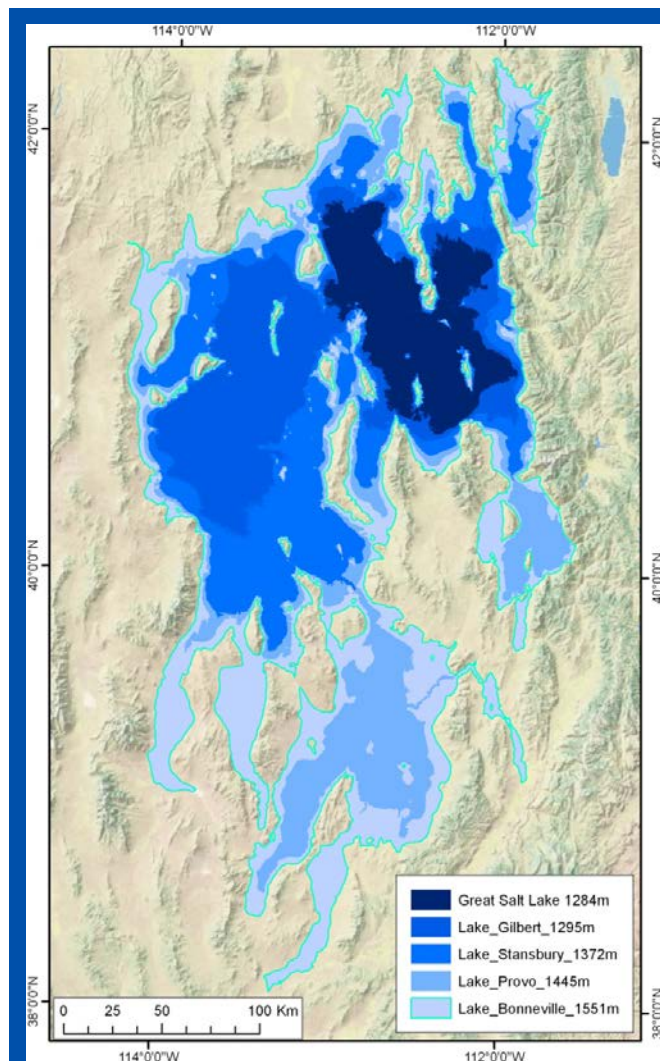 114°0'0"W 112°0'0"W
42°0'0"N 42°0'0"N
40°0'0"N 40°0'0"N
Great Salt Lake 1284m
Lake_Gilbert_1295m
Lake_Stansbury_1372m
Lake_Provo_1445m
Lake_Bonneville_1551m
0 25 50 100 Km
38°0'0"N 38°0'0"N
114°0'0"W 112°0'0"W